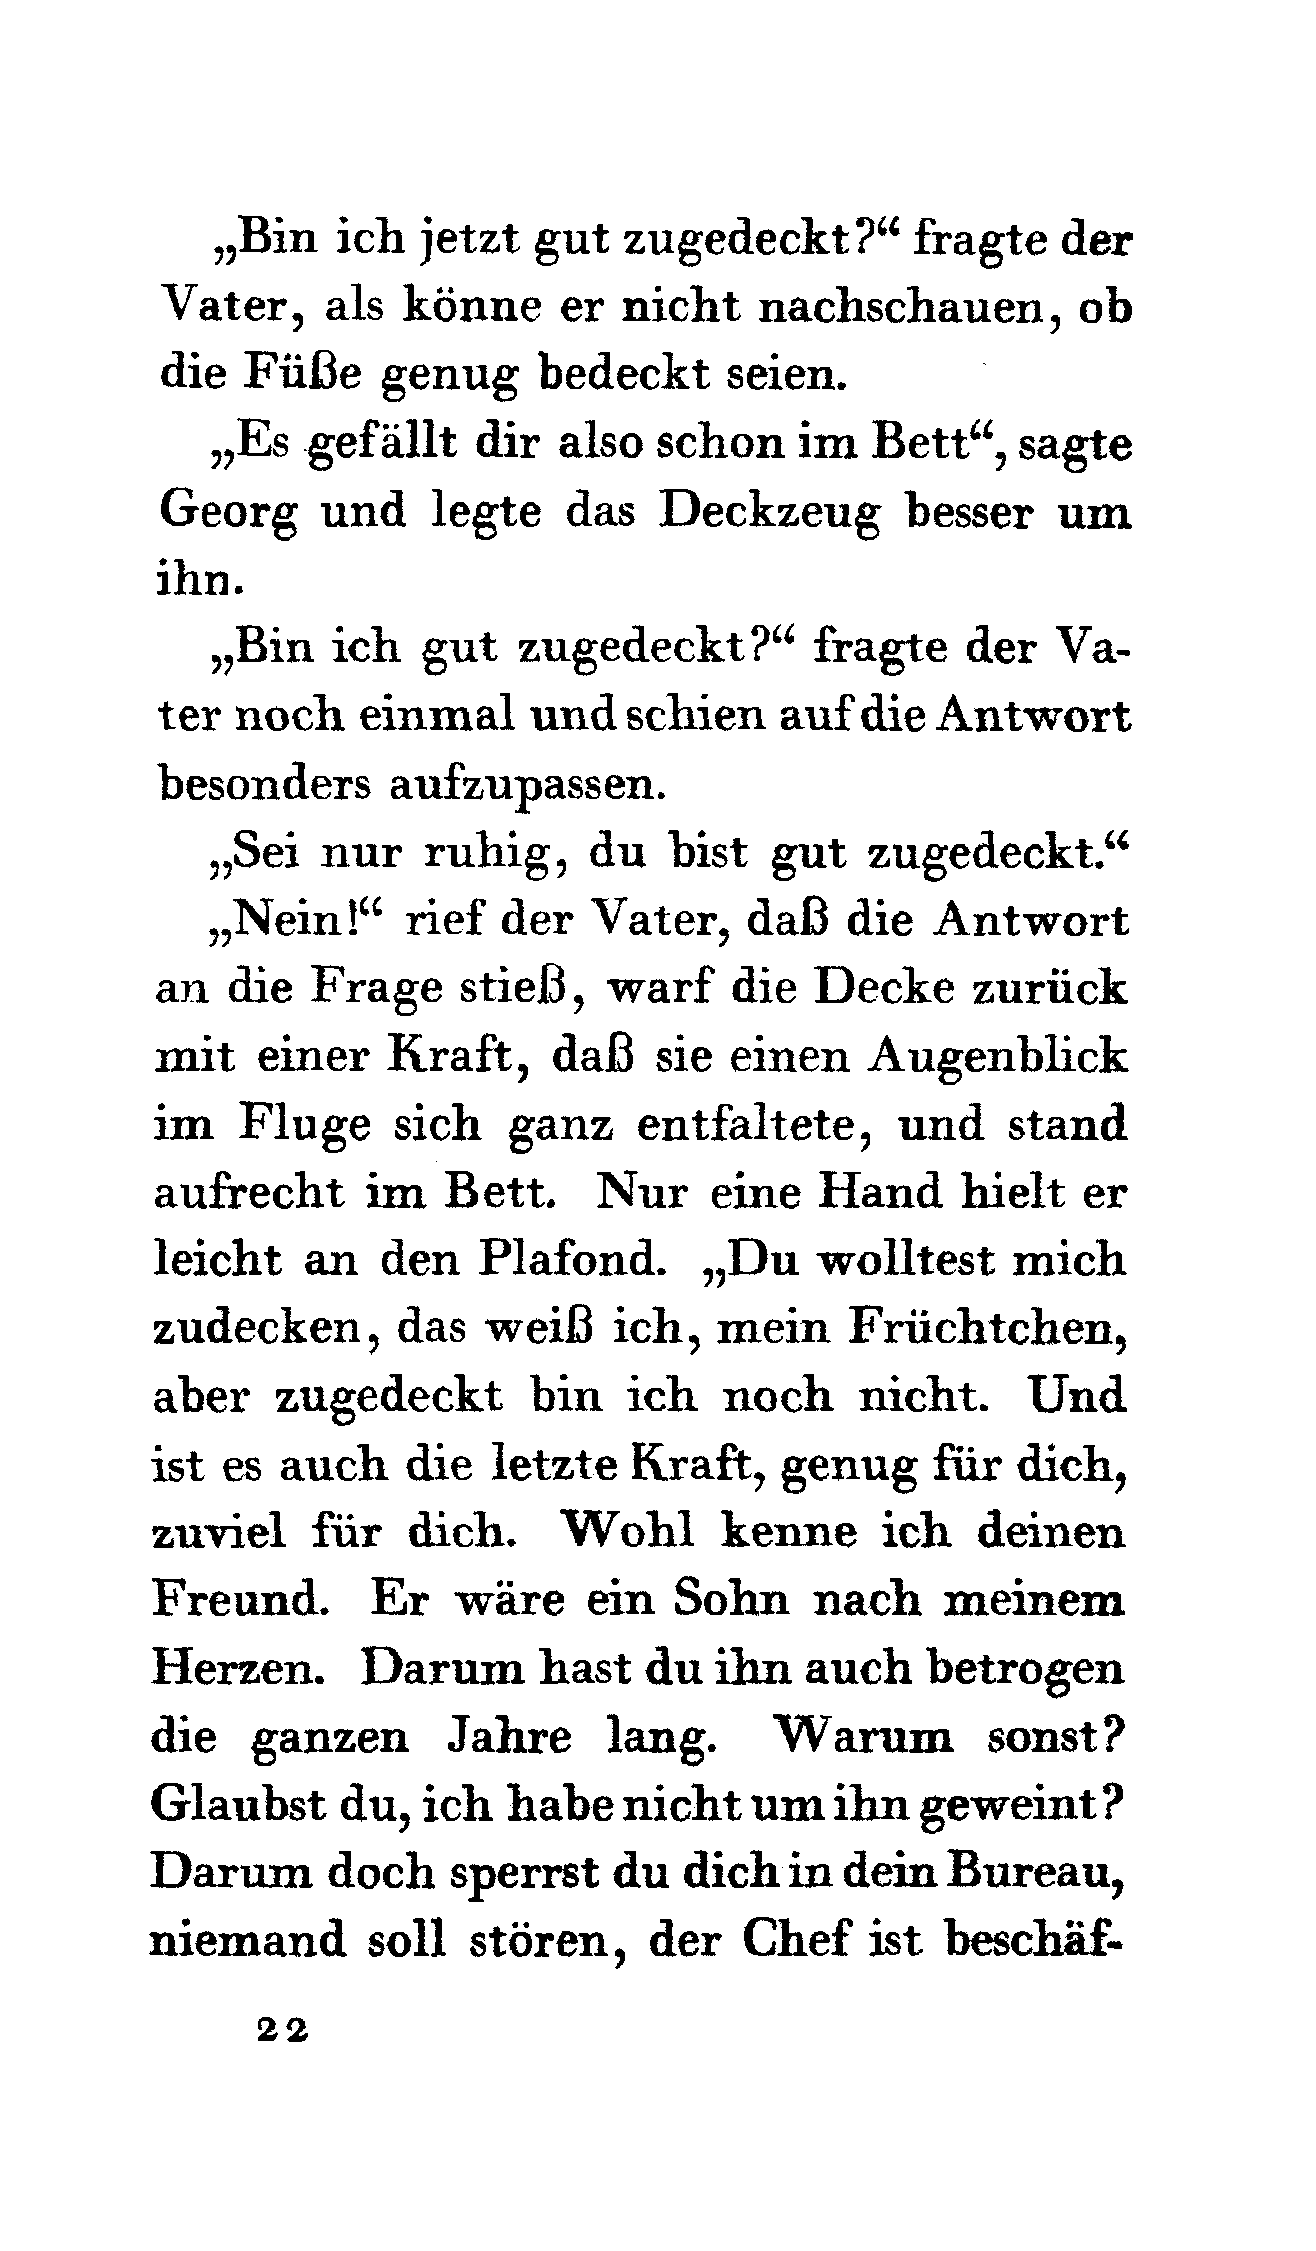 „Bin ich jetzt gut zugedeckt?“ fragte der
Vater, als könne er nicht nachschauen, ob
die Füße genug bedeckt seien.
„Es gefällt dir also schon im Bett“, sagte
Georg und legte das Deckzeug besser um
ihn.
„Bin ich gut zugedeckt?“ fragte der Va-
ter noch einmal und schien auf die Antwort
besonders aufzupassen.
„Sei nur ruhig, du bist gut zugedeckt.“
„Nein!“ rief der Vater, daß die Antwort
an die Frage stieß, warf die Decke zurück
mit einer Kraft, daß sie einen Augenblick
im Fluge sich ganz entfaltete, und stand
aufrecht im Bett. Nur eine Hand hielt er
leicht an den Plafond. „Du wolltest mich
zudecken, das weiß ich, mein Früchtchen,
aber zugedeckt bin ich noch nicht. Und
ist es auch die letzte Kraft, genug für dich,
zuviel für dich. Wohl kenne ich deinen
Freund. Er wäre ein Sohn nach meinem
Herzen. Darum hast du ihn auch betrogen
die ganzen Jahre lang. Warum sonst?
Glaubst du, ich habe nicht um ihn geweint?
Darum doch sperrst du dich in dein Bureau,
niemand soll stören, der Chef ist beschäf-
22